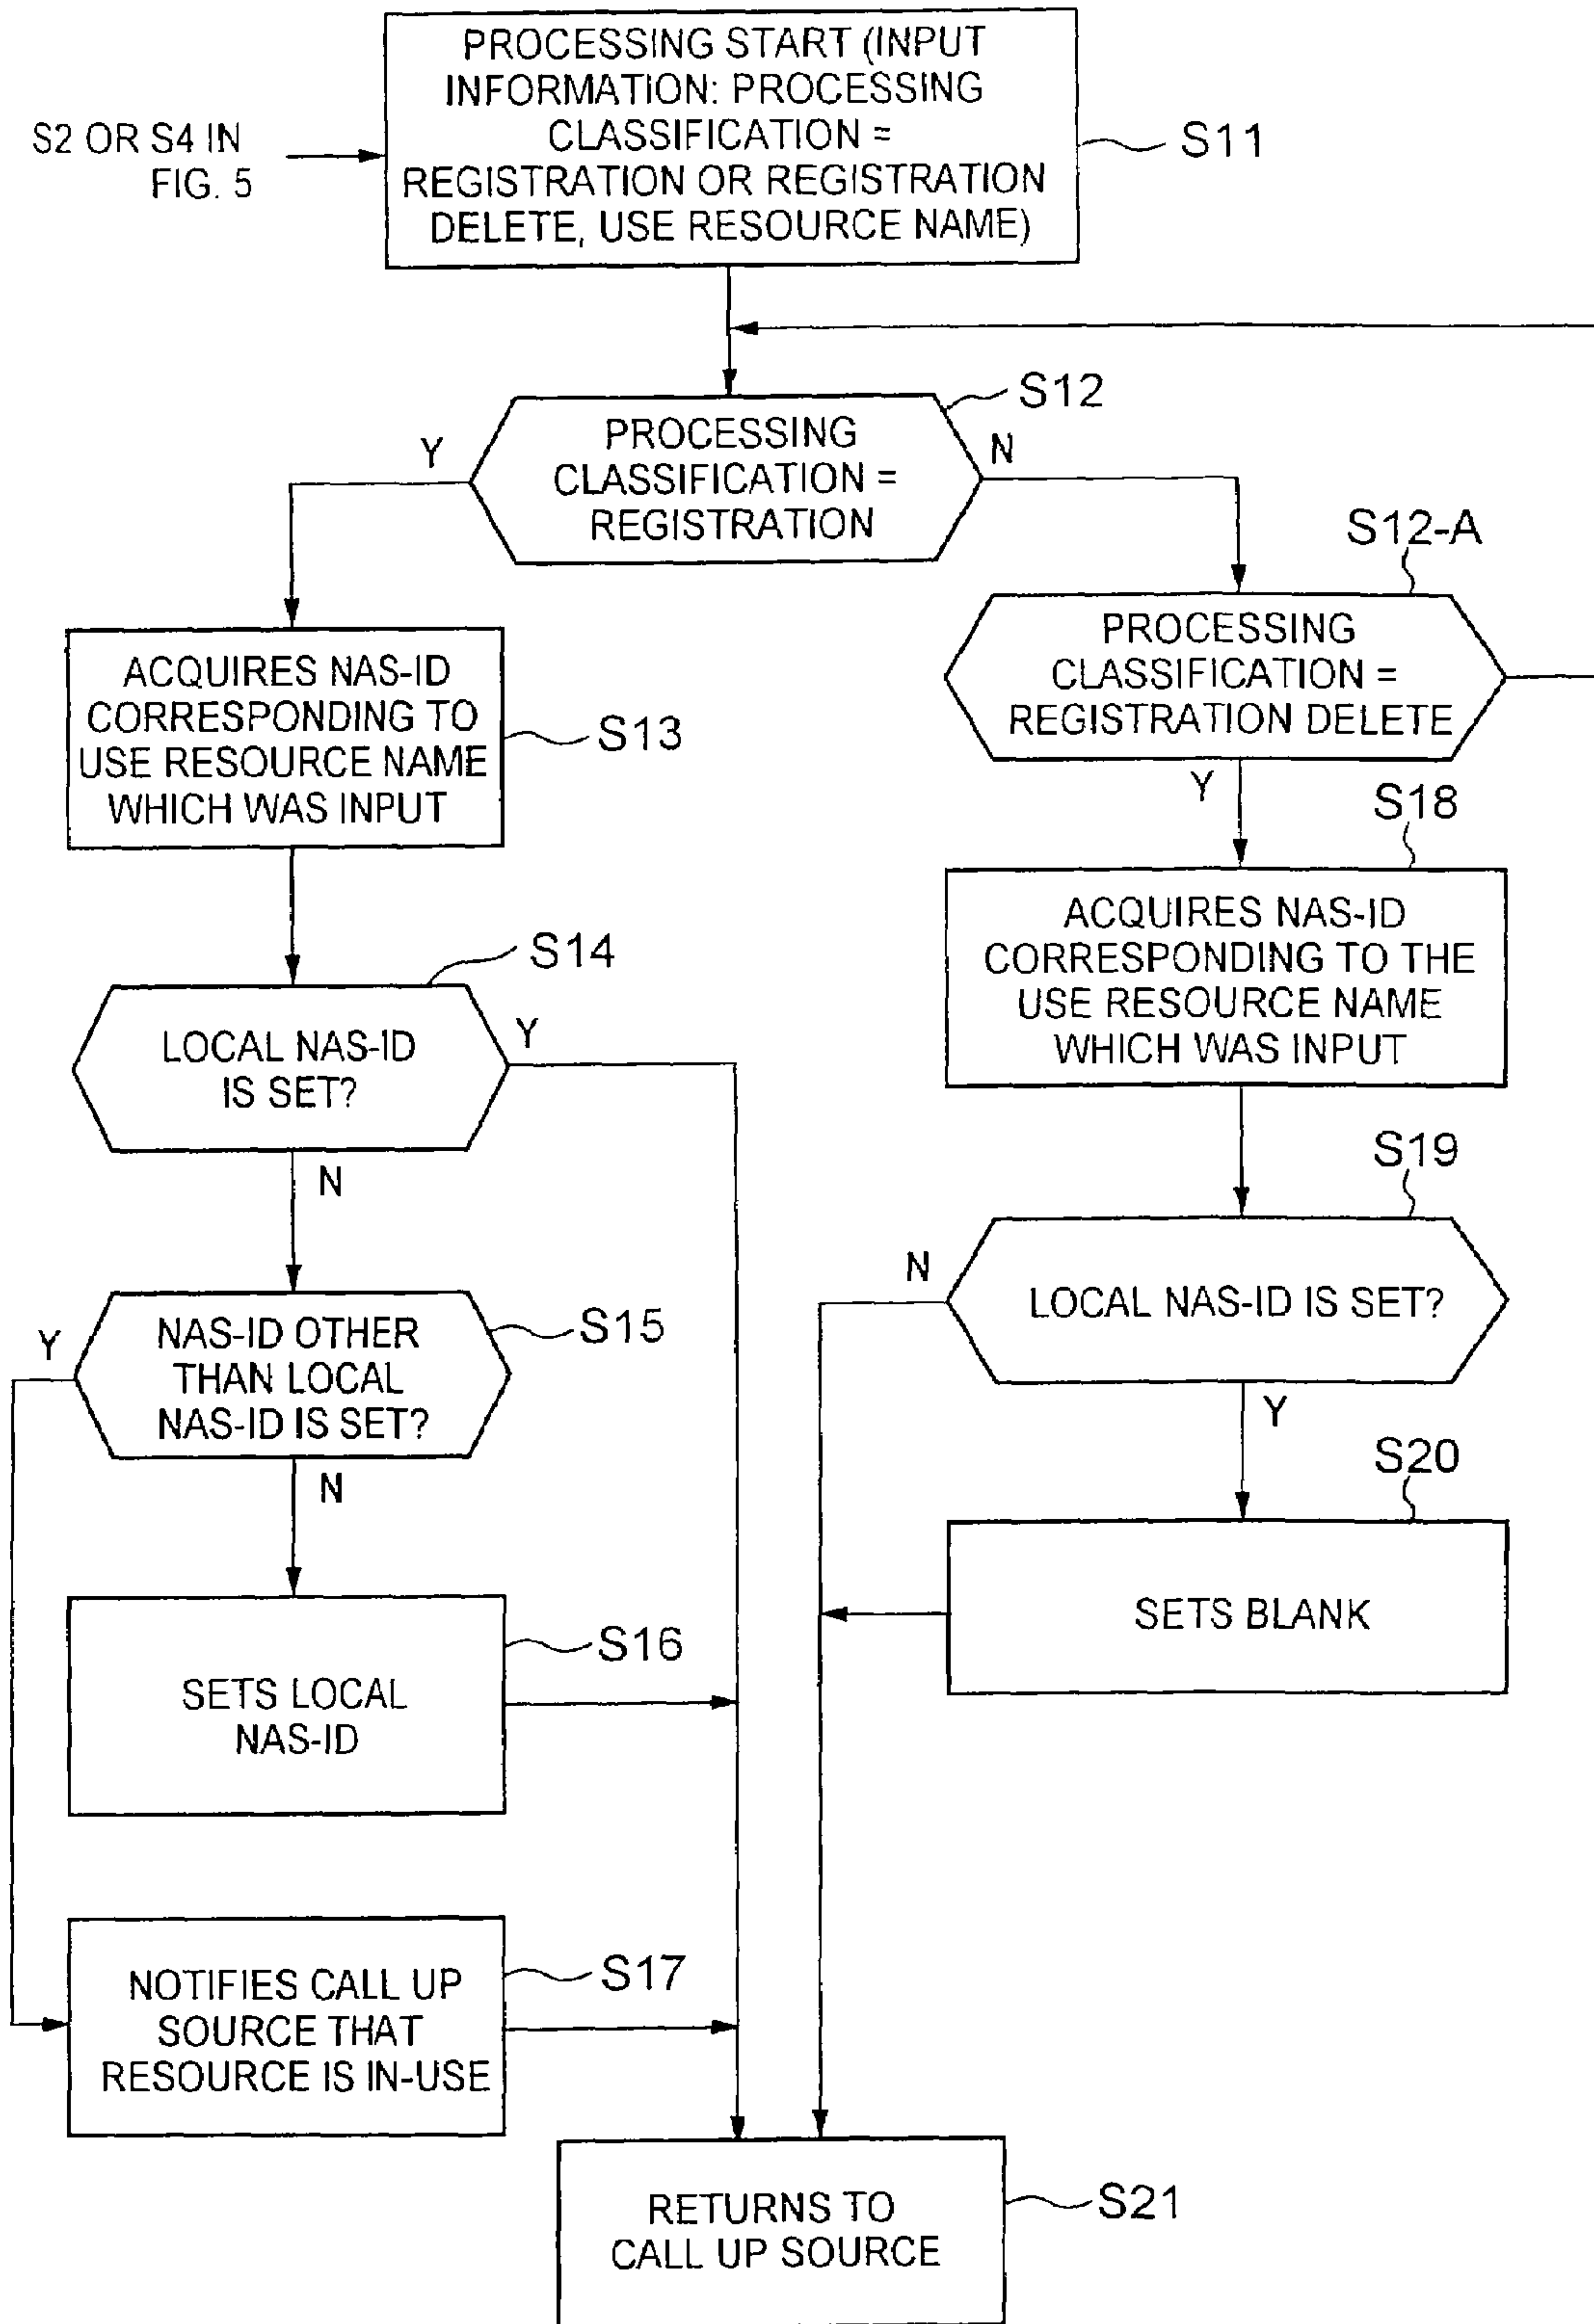 PROCESSING START (INPUT
INFORMATION: PROCESSING
CLASSIFICATION =
REGISTRATION OR REGISTRATION
DELETE, USE RESOURCE NAME)
S2 OR S4 IN
FIG. 5
S11
S12
PROCESSING
CLASSIFICATION =
REGISTRATION
Y
N
S12-A
PROCESSING
CLASSIFICATION =
REGISTRATION DELETE
Y
ACQUIRES NAS-ID
CORRESPONDING TO
USE RESOURCE NAME
WHICH WAS INPUT
S13
S18
ACQUIRES NAS-ID
CORRESPONDING TO THE
USE RESOURCE NAME
WHICH WAS INPUT
S14
LOCAL NAS-ID
IS SET?
Y
N
S19
N
LOCAL NAS-ID IS SET?
Y
Y
NAS-ID OTHER
THAN LOCAL
NAS-ID IS SET?
S15
N
S20
SETS BLANK
S16
SETS LOCAL
NAS-ID
S17
NOTIFIES CALL UP
SOURCE THAT
RESOURCE IS IN-USE
RETURNS TO
CALL UP SOURCE
S21